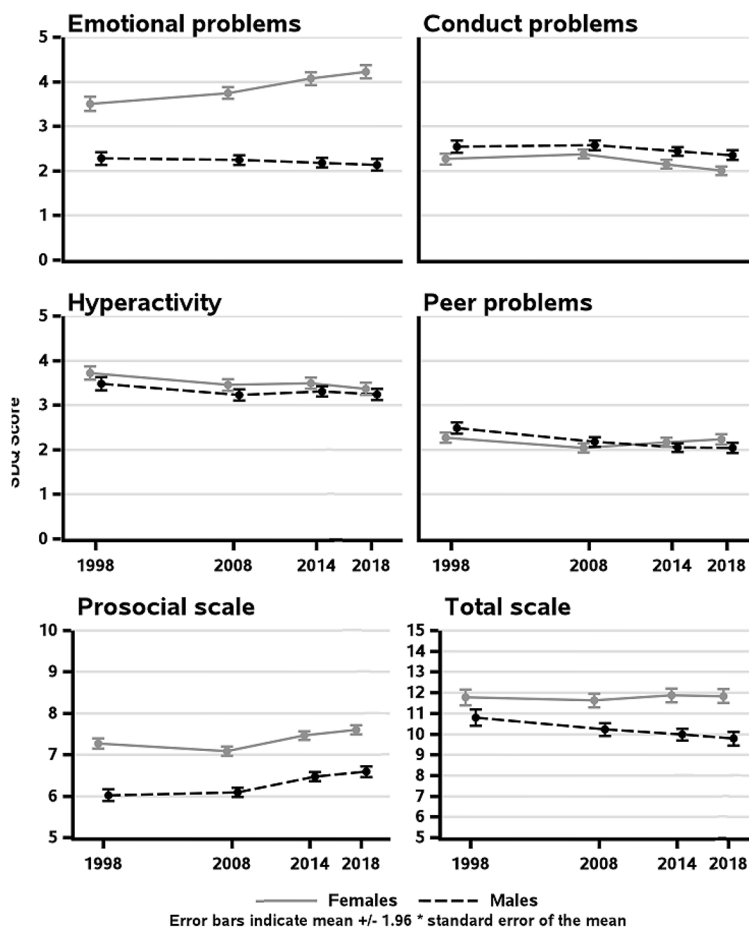 Emotional problems
Conduct problems
5
4
3
2
1
0
Hyperactivity
Peer problems
5
4
3
2
1
0
SDQ Score
1998 2008 2014 2018
1998 2008 2014 2018
Prosocial scale
Total scale
10
9
8
7
6
5
15
14
13
12
11
10
9
8
7
6
5
1998 2008 2014 2018
1998 2008 2014 2018
Females Males
Error bars indicate mean +/- 1.96 * standard error of the mean